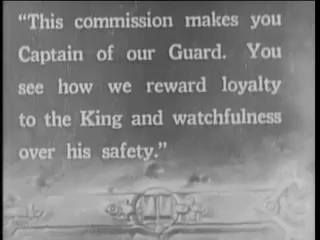 “This commission makes you
Captain of our Guard. You
see how we reward loyalty
to the King and watchfulness
over his safety.”